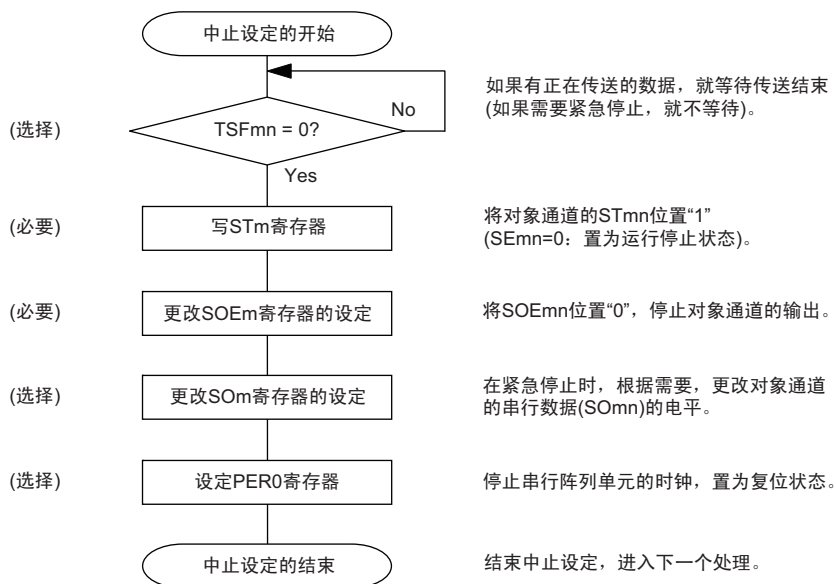 中止设定的开始
如果有正在传送的数据，就等待传送结束
(如果需要紧急停止，就不等待)。
No
(选择)
TSFmn = 0?
Yes
(必要)
写STm寄存器
将对象通道的STmn位置“1”
(SEmn=0：置为运行停止状态)。
(必要)
更改SOEm寄存器的设定
将SOEmn位置“0”，停止对象通道的输出。
(选择)
更改SOm寄存器的设定
在紧急停止时，根据需要，更改对象通道
的串行数据(SOmn)的电平。
(选择)
设定PER0寄存器
停止串行阵列单元的时钟，置为复位状态。
中止设定的结束
结束中止设定，进入下一个处理。